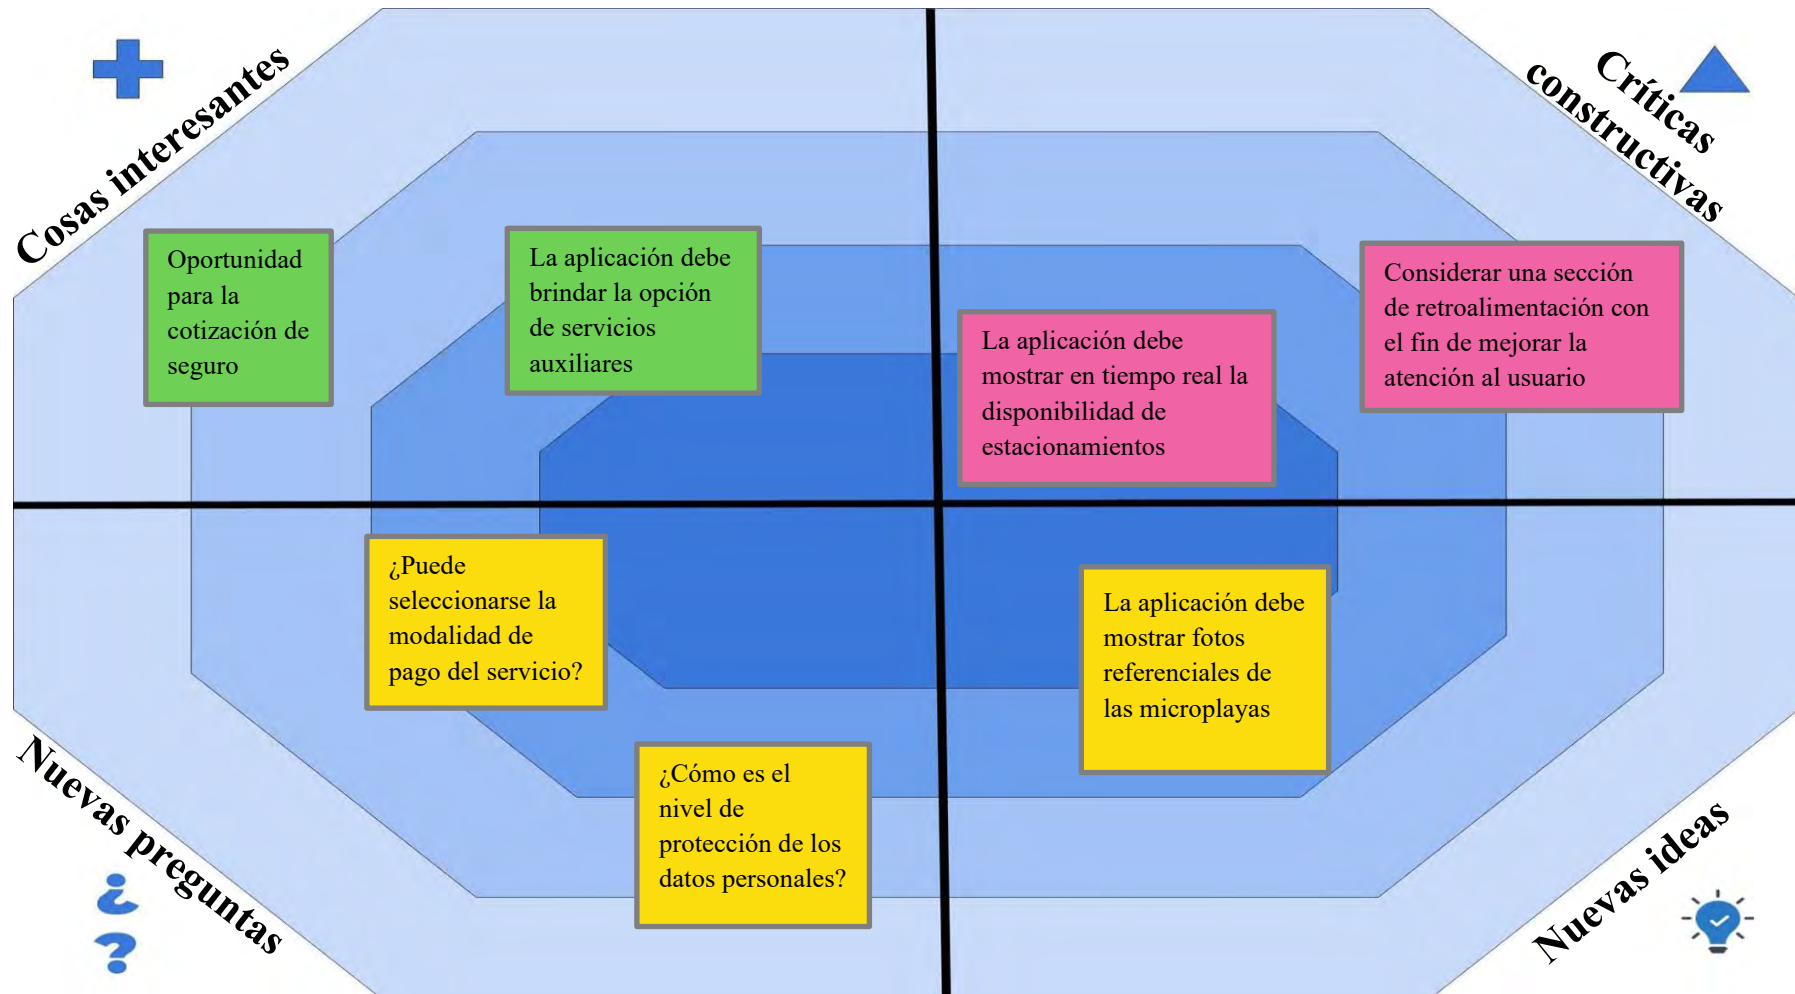 Cosas interesantes
Críticas
constructivas
Oportunidad
para la
cotización de
seguro
La aplicación debe
brindar la opción
de servicios
auxiliares
La aplicación debe
mostrar en tiempo real la
disponibilidad de
estacionamientos
Considerar una sección
de retroalimentación con
el fin de mejorar la
atención al usuario
¿Puede
seleccionarse la
modalidad de
pago del servicio?
¿Cómo es el
nivel de
protección de los
datos personales?
La aplicación debe
mostrar fotos
referenciales de
las microplayas
Nuevas preguntas
¿
?
Nuevas ideas